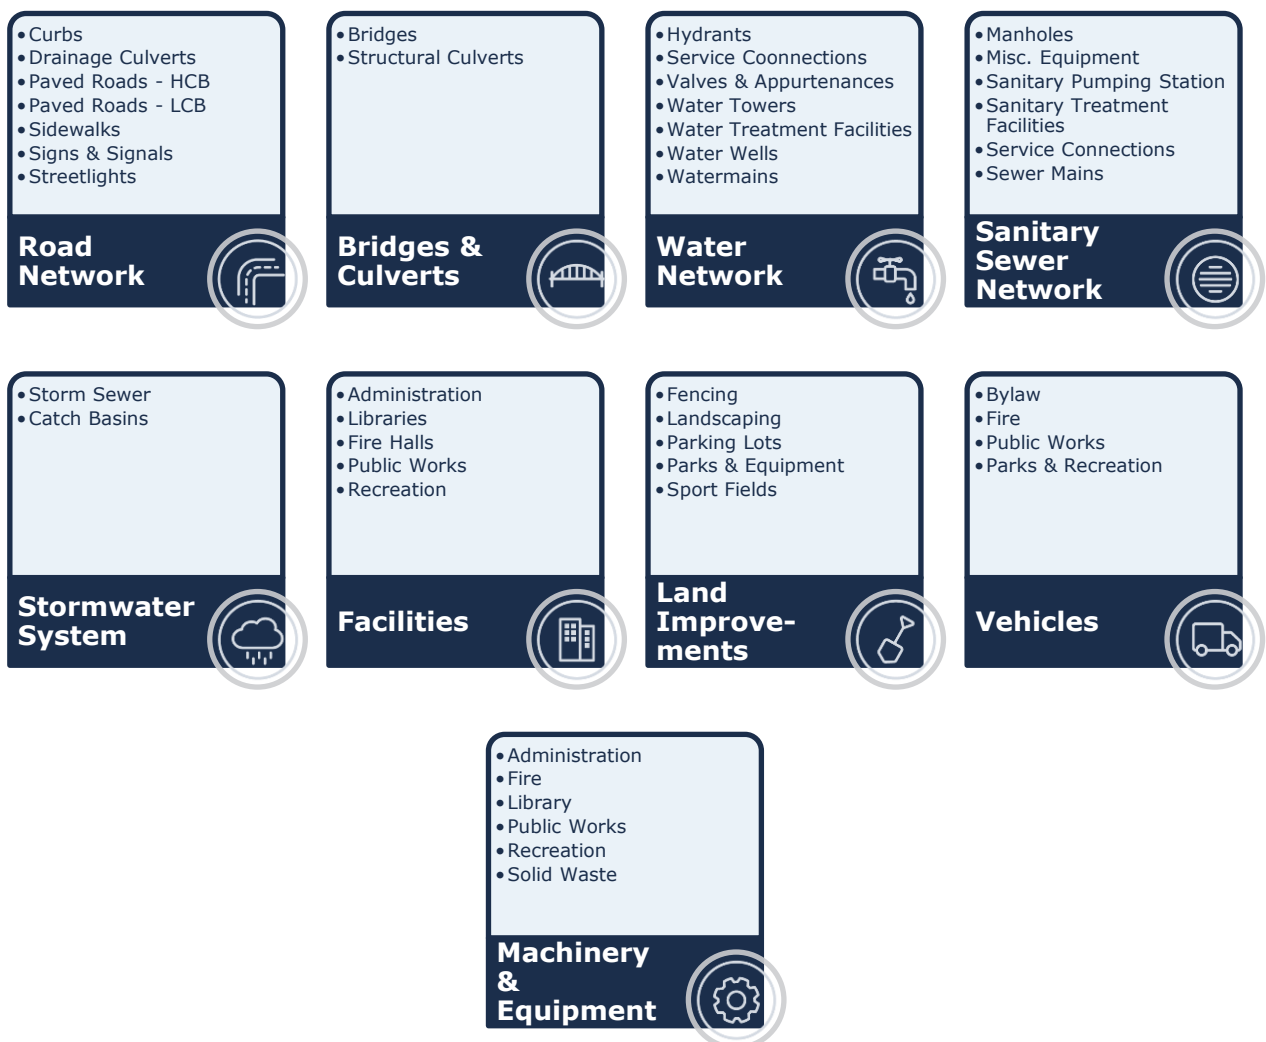 •Curbs
•Drainage Culverts
•Paved Roads - HCB
•Paved Roads - LCB
•Sidewalks
•Signs & Signals
•Streetlights
Road
Network
•Bridges
•Structural Culverts
Bridges &
Culverts
•Hydrants
•Service Coonnections
•Valves & Appurtenances
•Water Towers
•Water Treatment Facilities
•Water Wells
•Watermains
Water
Network
•Manholes
•Misc. Equipment
•Sanitary Pumping Station
•Sanitary Treatment
Facilities
•Service Connections
•Sewer Mains
Sanitary
Sewer
Network
•Storm Sewer
•Catch Basins
Stormwater
System
•Administration
•Libraries
•Fire Halls
•Public Works
•Recreation
Facilities
•Fencing
•Landscaping
•Parking Lots
•Parks & Equipment
•Sport Fields
Land
Improve-
ments
•Bylaw
•Fire
•Public Works
•Parks & Recreation
Vehicles
•Administration
•Fire
•Library
•Public Works
•Recreation
•Solid Waste
Machinery
&
Equipment